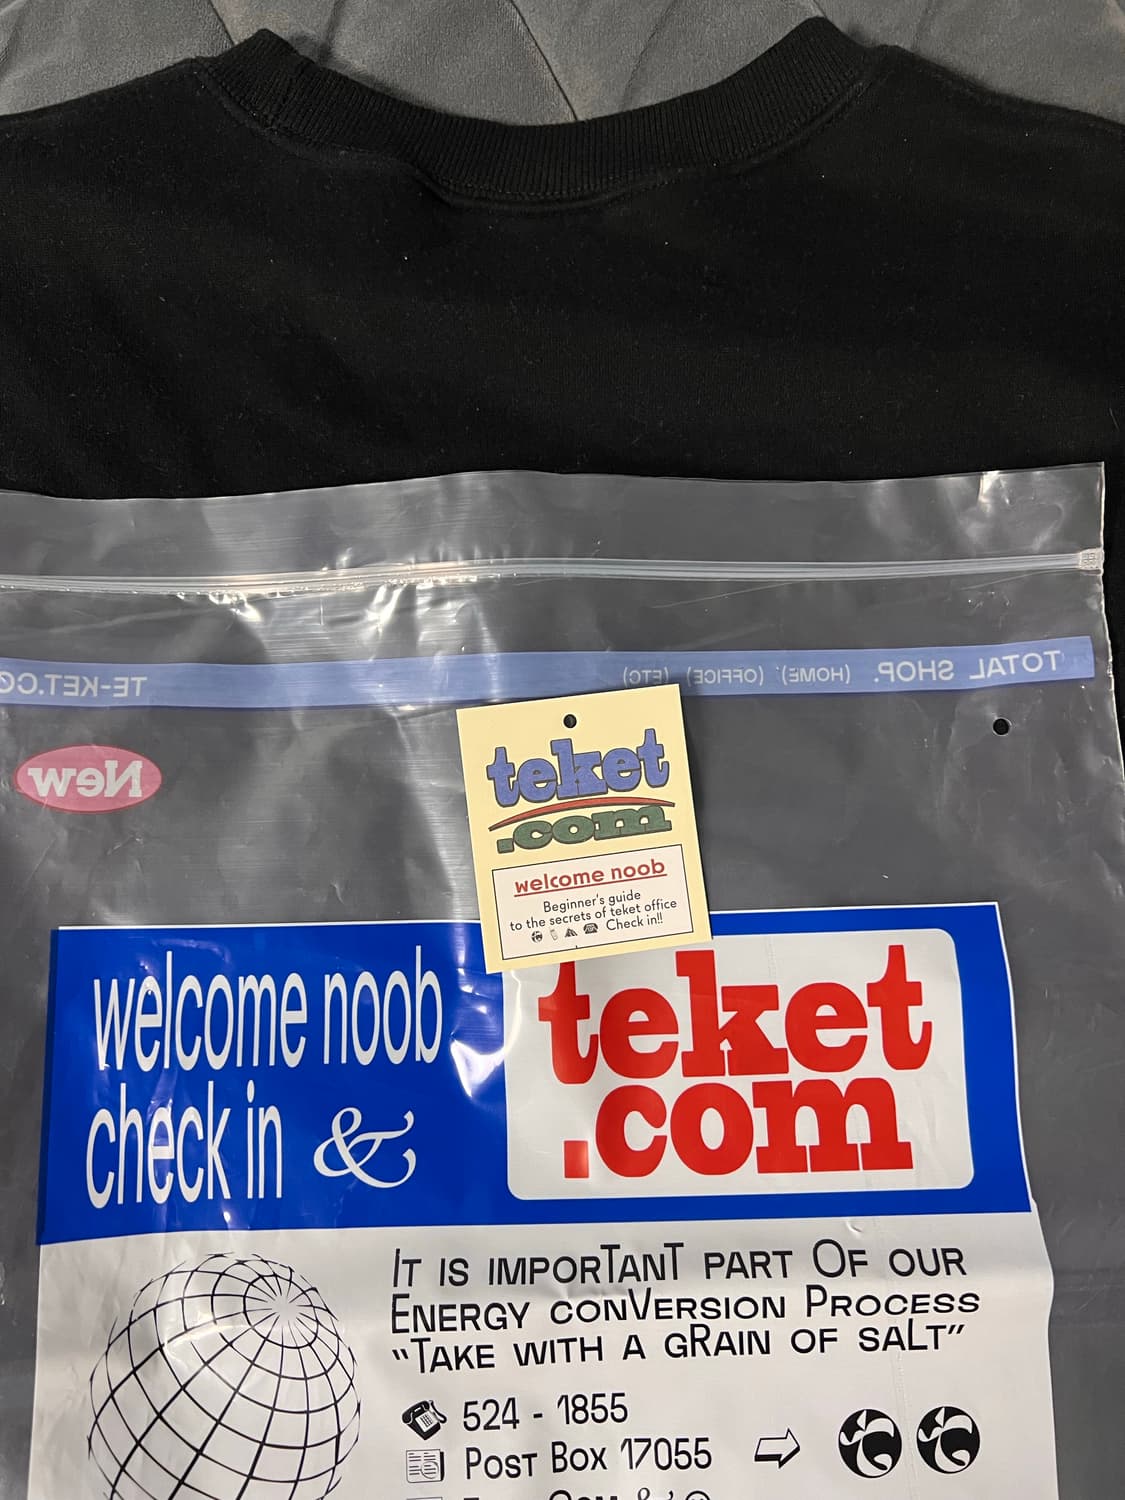 TOTAL SHOP. (HOME), (OFFICE) (ETC)
TE-KET.CO
New
teket
.com
welcome noob
Beginner's guide
to the secrets of teket office
Check in!!
welcome noob
check in &
teket
.com
IT IS IMPORTANT PART OF OUR
ENERGY CONVERSION PROCESS
"TAKE WITH A GRAIN OF SALT"
524 - 1855
POST BOX 17055